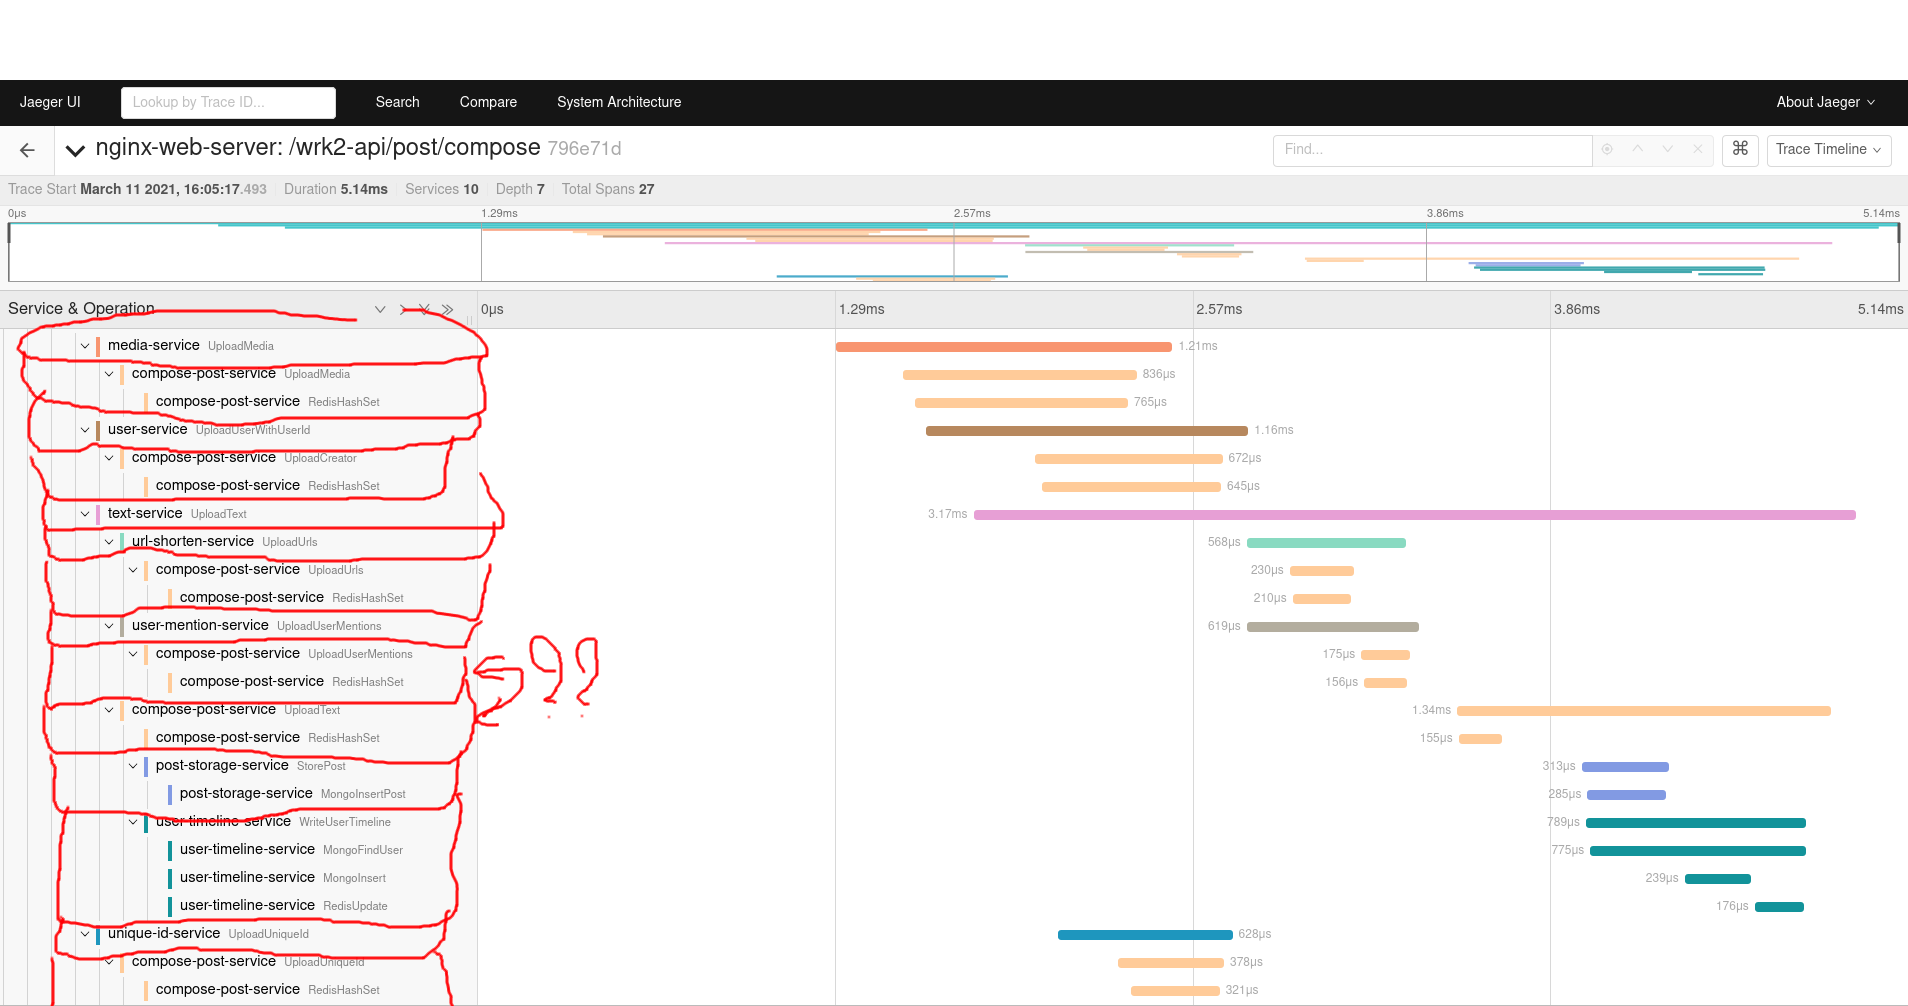 Jaeger UI Lookup by Trace ID... Search Compare System Architecture About Jaeger
nginx-web-server: /wrk2-api/post/compose 796e71d Find... ⌘ Trace Timeline
Trace Start March 11 2021, 16:05:17.493 Duration 5.14ms Services 10 Depth 7 Total Spans 27
0μs 1.29ms 2.57ms 3.86ms 5.14ms
Service & Operation 0μs 1.29ms 2.57ms 3.86ms 5.14ms
media-service UploadMedia 1.21ms
compose-post-service UploadMedia 836μs
compose-post-service RedisHashSet 765μs
user-service UploadUserWithUserId 1.16ms
compose-post-service UploadCreator 672μs
compose-post-service RedisHashSet 645μs
text-service UploadText 3.17ms
url-shorten-service UploadUrls 568μs
compose-post-service UploadUrls 230μs
compose-post-service RedisHashSet 210μs
user-mention-service UploadUserMentions 619μs
compose-post-service UploadUserMentions 175μs
??
compose-post-service RedisHashSet 156μs
compose-post-service UploadText 1.34ms
compose-post-service RedisHashSet 155μs
post-storage-service StorePost 313μs
post-storage-service MongoInsertPost 285μs
user-timeline-service WriteUserTimeline 789μs
user-timeline-service MongoFindUser 775μs
user-timeline-service MongoInsert 239μs
user-timeline-service RedisUpdate 176μs
unique-id-service UploadUniqueId 628μs
compose-post-service UploadUniqueId 378μs
compose-post-service RedisHashSet 321μs